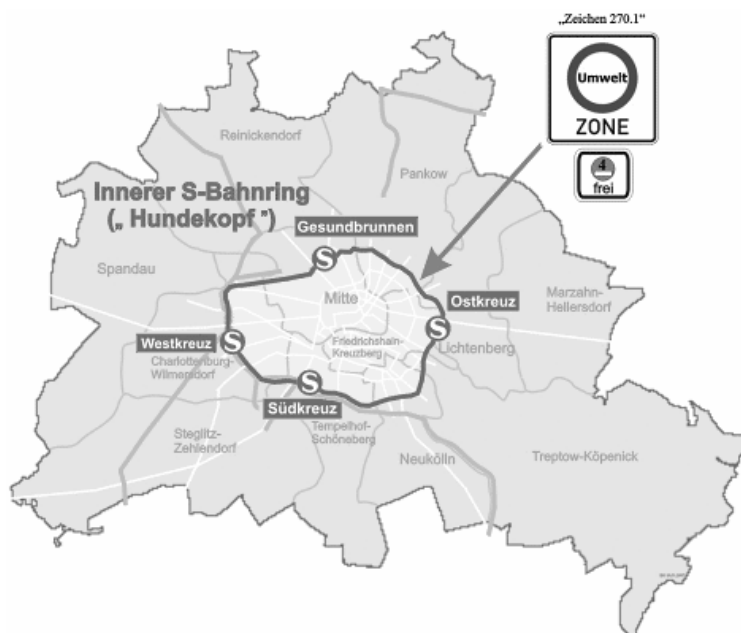 „Zeichen 270.1“
Umwelt
ZONE
4
frei
Reinickendorf
Pankow
Innerer S-Bahnring
(„ Hundekopf ”)
Gesundbrunnen
S
Spandau
Mitte
Ostkreuz
S
Marzahn-
Hellersdorf
Westkreuz
S
Friedrichshain-
Kreuzberg
Lichtenberg
Charlottenburg-
Wilmersdorf
S
Südkreuz
Steglitz-
Zehlendorf
Tempelhof-
Schöneberg
Neukölln
Treptow-Köpenick